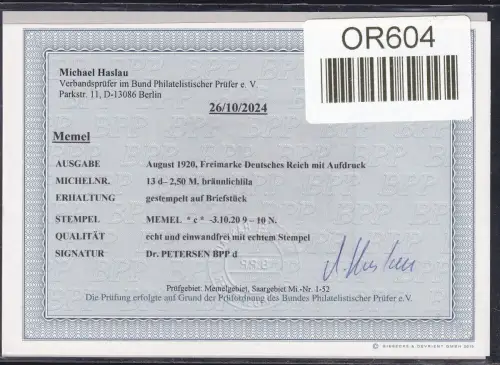 OR604
Michael Haslau
Verbandsprüfer im Bund Philatelistischer Prüfer e. V.
Parkstr. 11, D-13086 Berlin
26/10/2024
Memel
AUSGABE August 1920, Freimarke Deutsches Reich mit Aufdruck
MICHELNR. 13 d– 2,50 M. bräunlichlila
ERHALTUNG gestempelt auf Briefstück
STEMPEL MEMEL * c * -3.10.20 9 – 10 N.
QUALITÄT echt und einwandfrei mit echtem Stempel
SIGNATUR Dr. PETERSEN BPP d
Prüfgebiet: Memelgebiet, Saargebiet Mi.-Nr. 1-52
Die Prüfung erfolgte auf Grund der Prüfordnung des Bundes Philatelistischer Prüfer e.V.
© GIESECKE & DEVRIENT GMBH